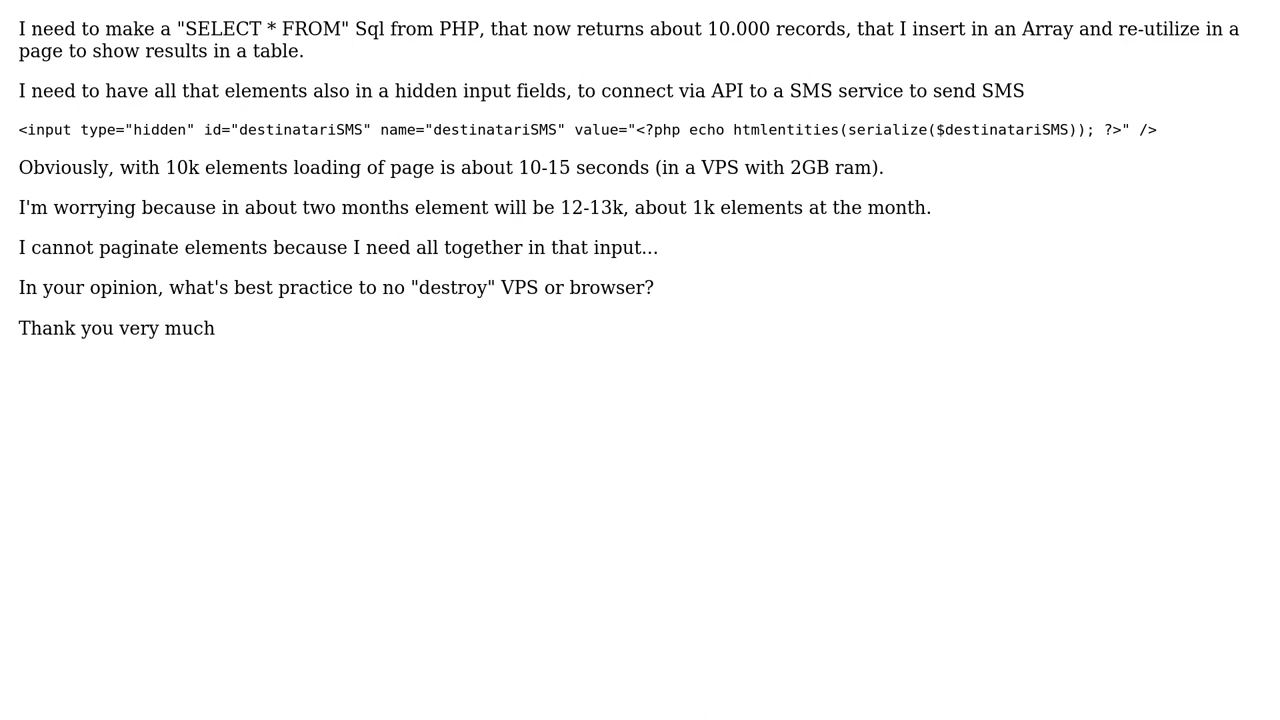 I need to make a "SELECT * FROM" Sql from PHP, that now returns about 10.000 records, that I insert in an Array and re-utilize in a
page to show results in a table.
I need to have all that elements also in a hidden input fields, to connect via API to a SMS service to send SMS
<input type="hidden" id="destinatariSMS" name="destinatariSMS" value="<?php echo htmlentities(serialize($destinatariSMS)); ?>" />
Obviously, with 10k elements loading of page is about 10-15 seconds (in a VPS with 2GB ram).
I'm worrying because in about two months element will be 12-13k, about 1k elements at the month.
I cannot paginate elements because I need all together in that input...
In your opinion, what's best practice to no "destroy" VPS or browser?
Thank you very much